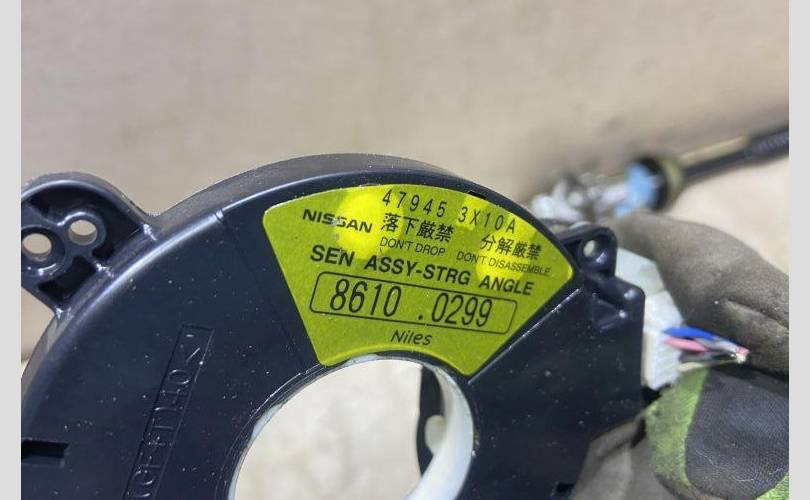 47945 3X10A
NISSAN 落下厳禁 分解厳禁
DON'T DROP DON'T DISASSEMBLE
SEN ASSY-STRG ANGLE
8610 .0299
Niles